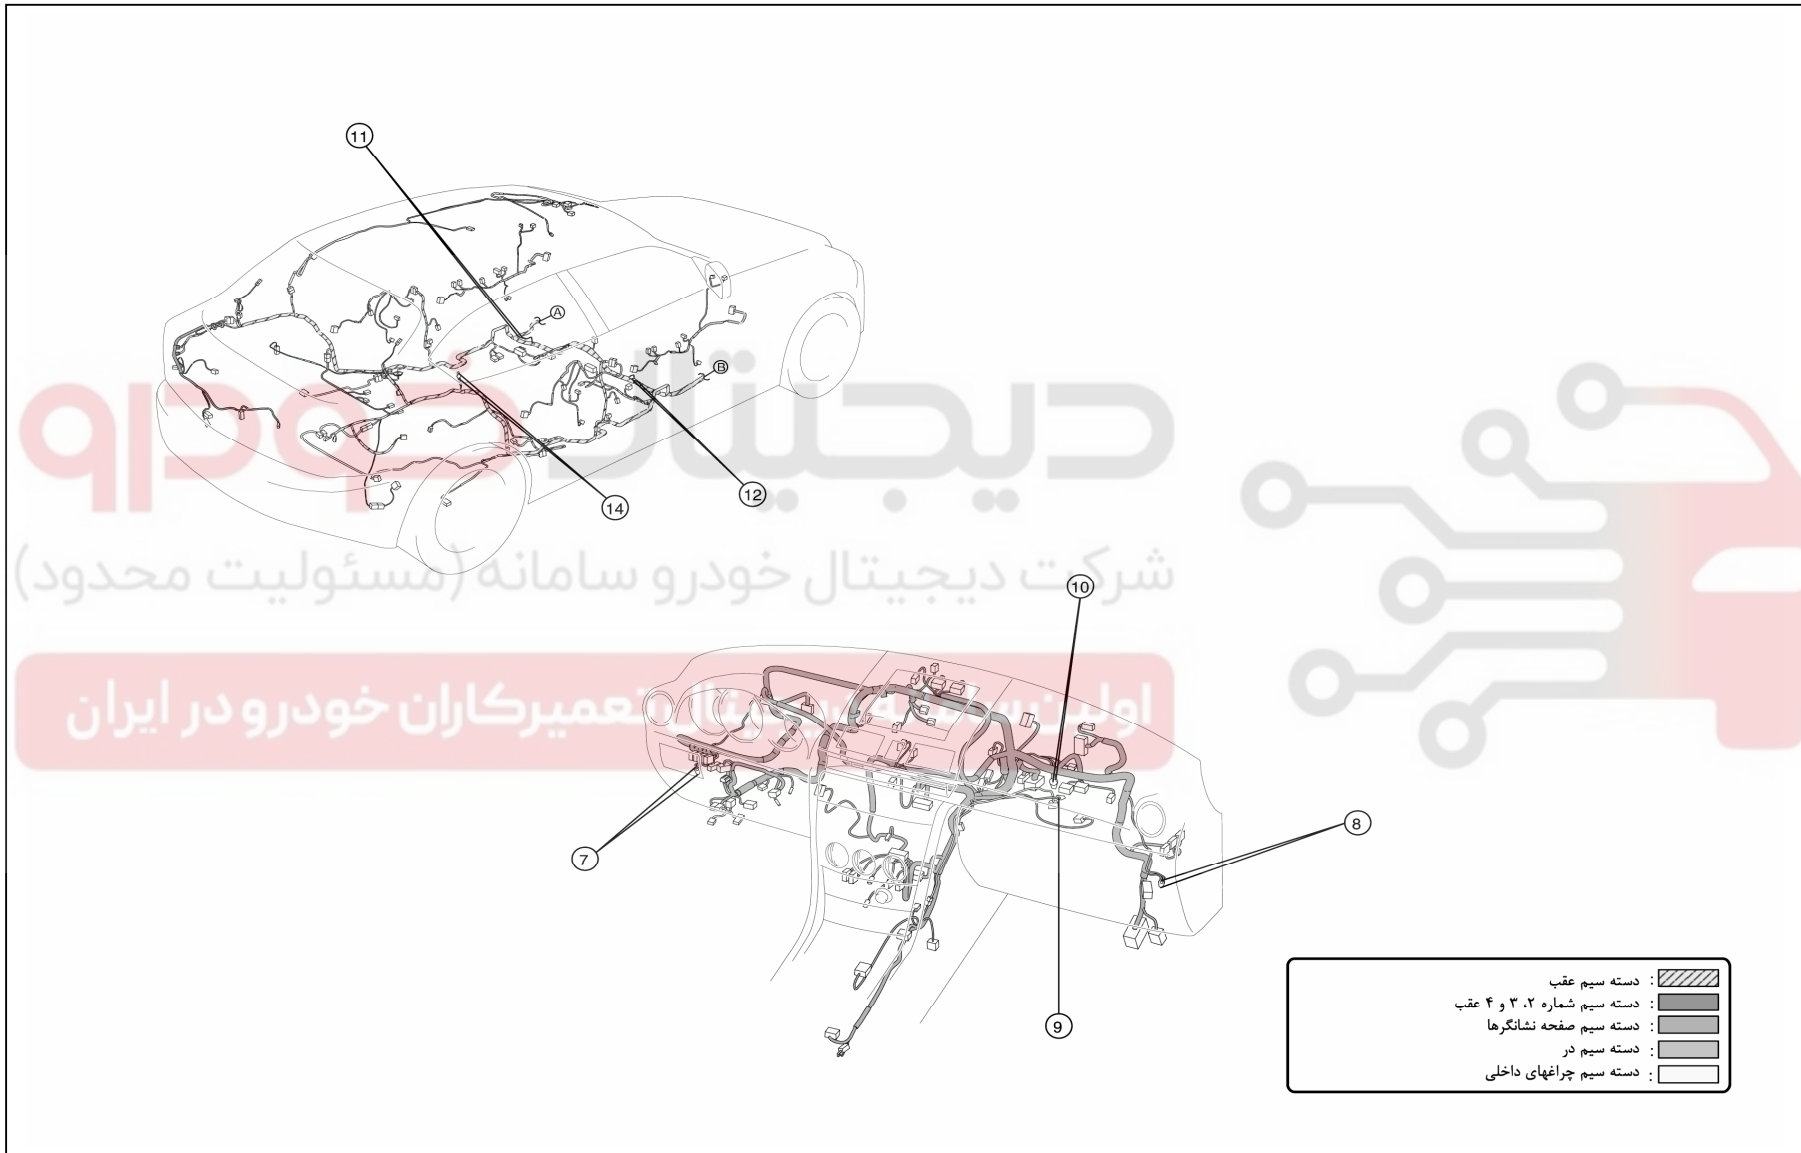 11
A
B
12
14
دیجیتال خودرو
شرکت دیجیتال خودرو سامانه (مسئولیت محدود)
10
اولین سامانه دیجیتال تعمیرکاران خودرو در ایران
7
8
9
دسته سیم عقب :
دسته سیم شماره ۲، ۳ و ۴ عقب :
دسته سیم صفحه نشانگرها :
دسته سیم در :
دسته سیم چراغهای داخلی :